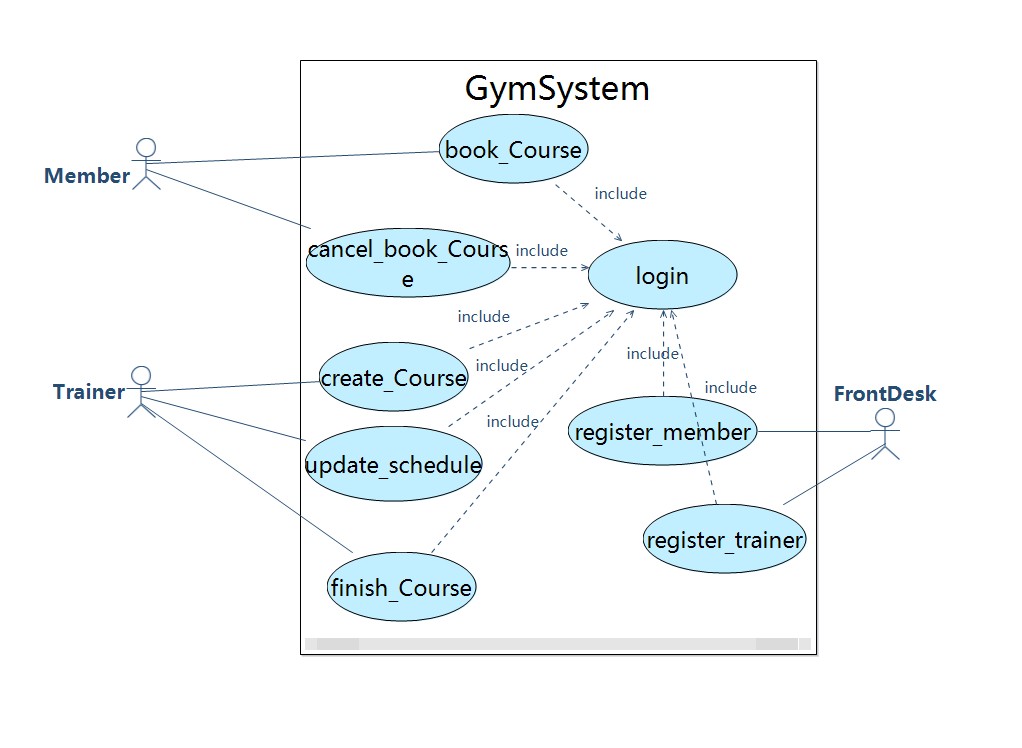 GymSystem
book_Course
include
Member
cancel_book_Cours
e
include
login
include
include
include
include
create_Course
Trainer
include
FrontDesk
register_member
update_schedule
register_trainer
finish_Course